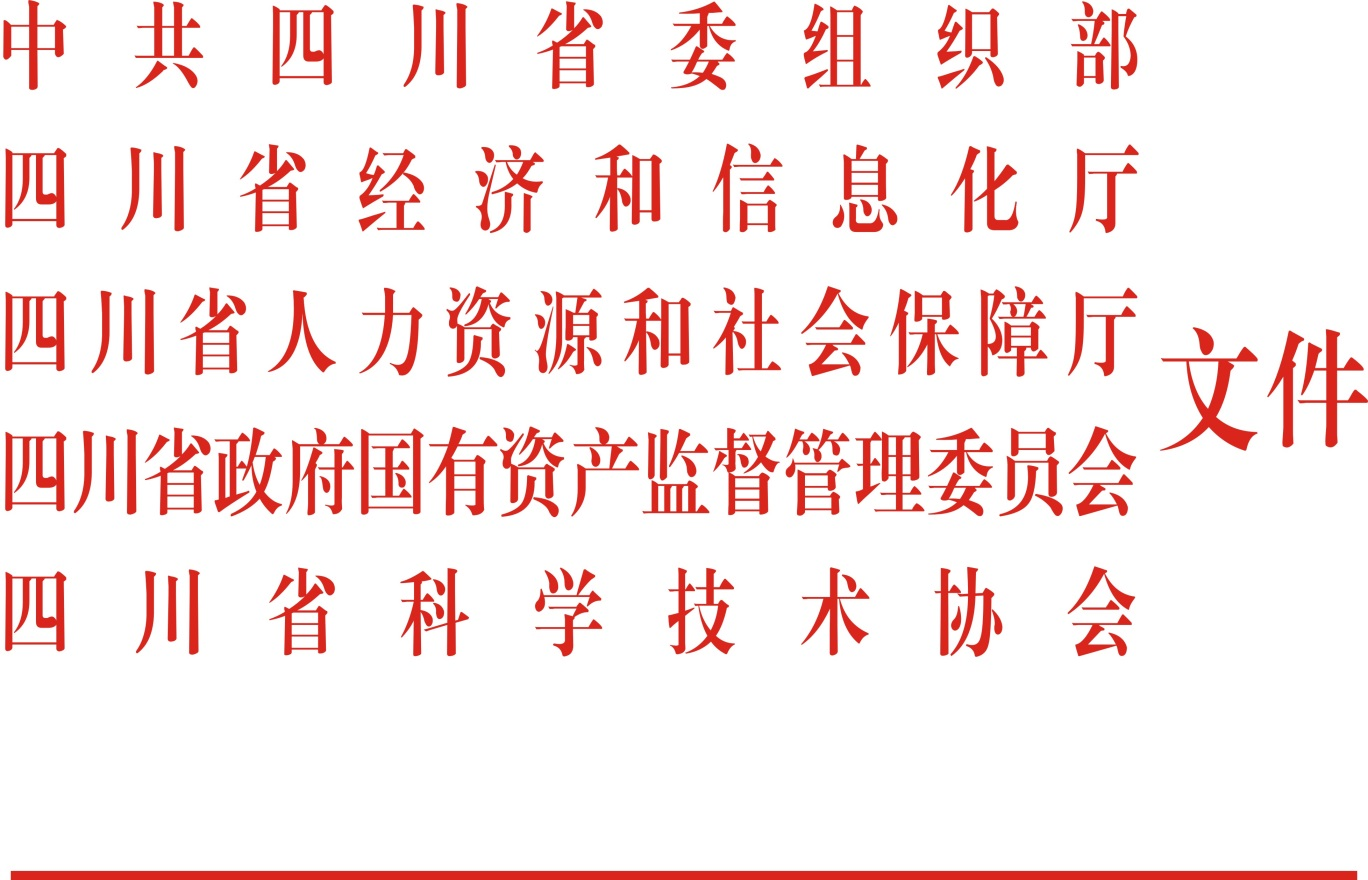 中共四川省委组织部
四川省经济和信息化厅
四川省人力资源和社会保障厅
四川省政府国有资产监督管理委员会
四川省科学技术协会
文件